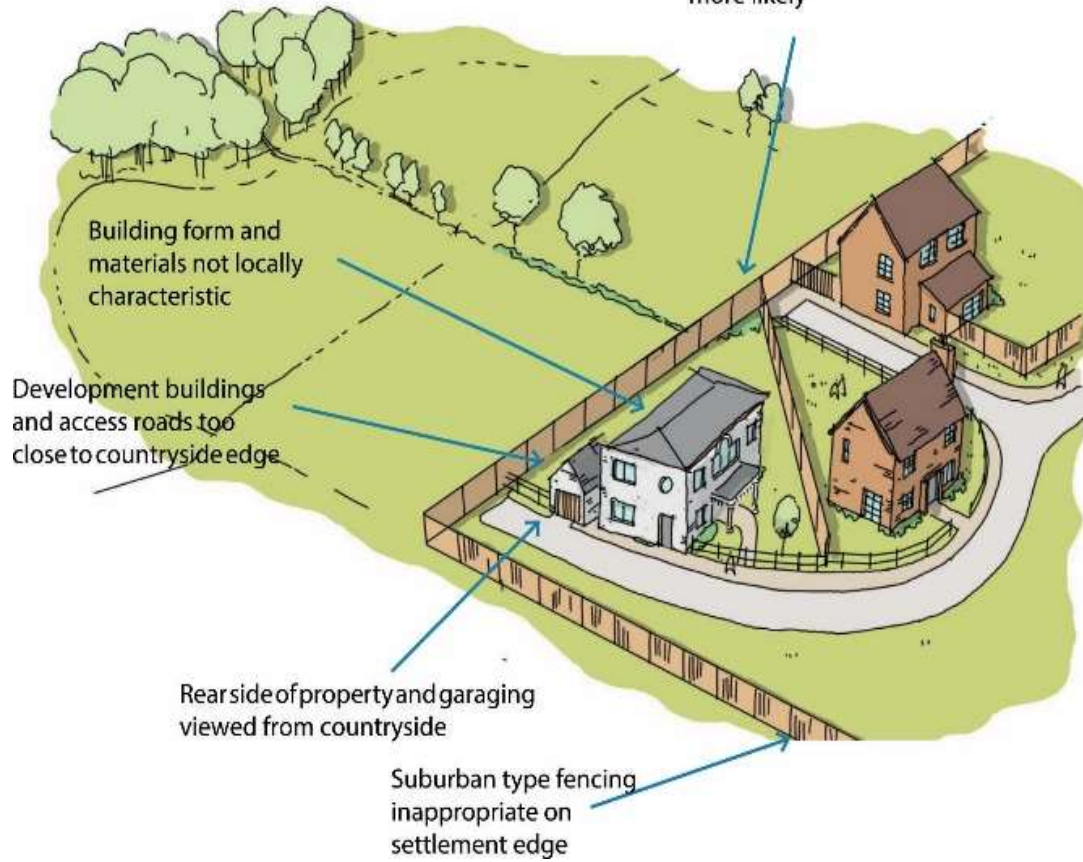 more likely
Building form and
materials not locally
characteristic
Development buildings
and access roads too
close to countryside edge
Rear side of property and garaging
viewed from countryside
Suburban type fencing
inappropriate on
settlement edge